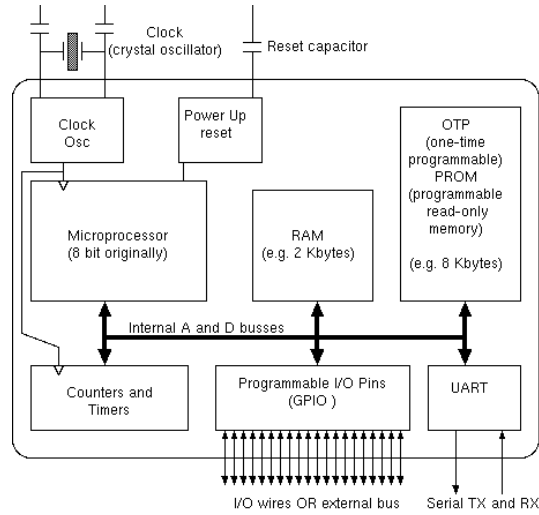 Clock
(crystal oscillator)
Reset capacitor
Clock
Osc
Power Up
reset
OTP
(one-time
programmable)
PROM
(programmable
read-only
memory)
(e.g. 8 Kbytes)
Microprocessor
(8 bit originally)
RAM
(e.g. 2 Kbytes)
Internal A and D busses
Counters and
Timers
Programmable I/O Pins
(GPIO )
UART
I/O wires OR external bus
Serial TX and RX